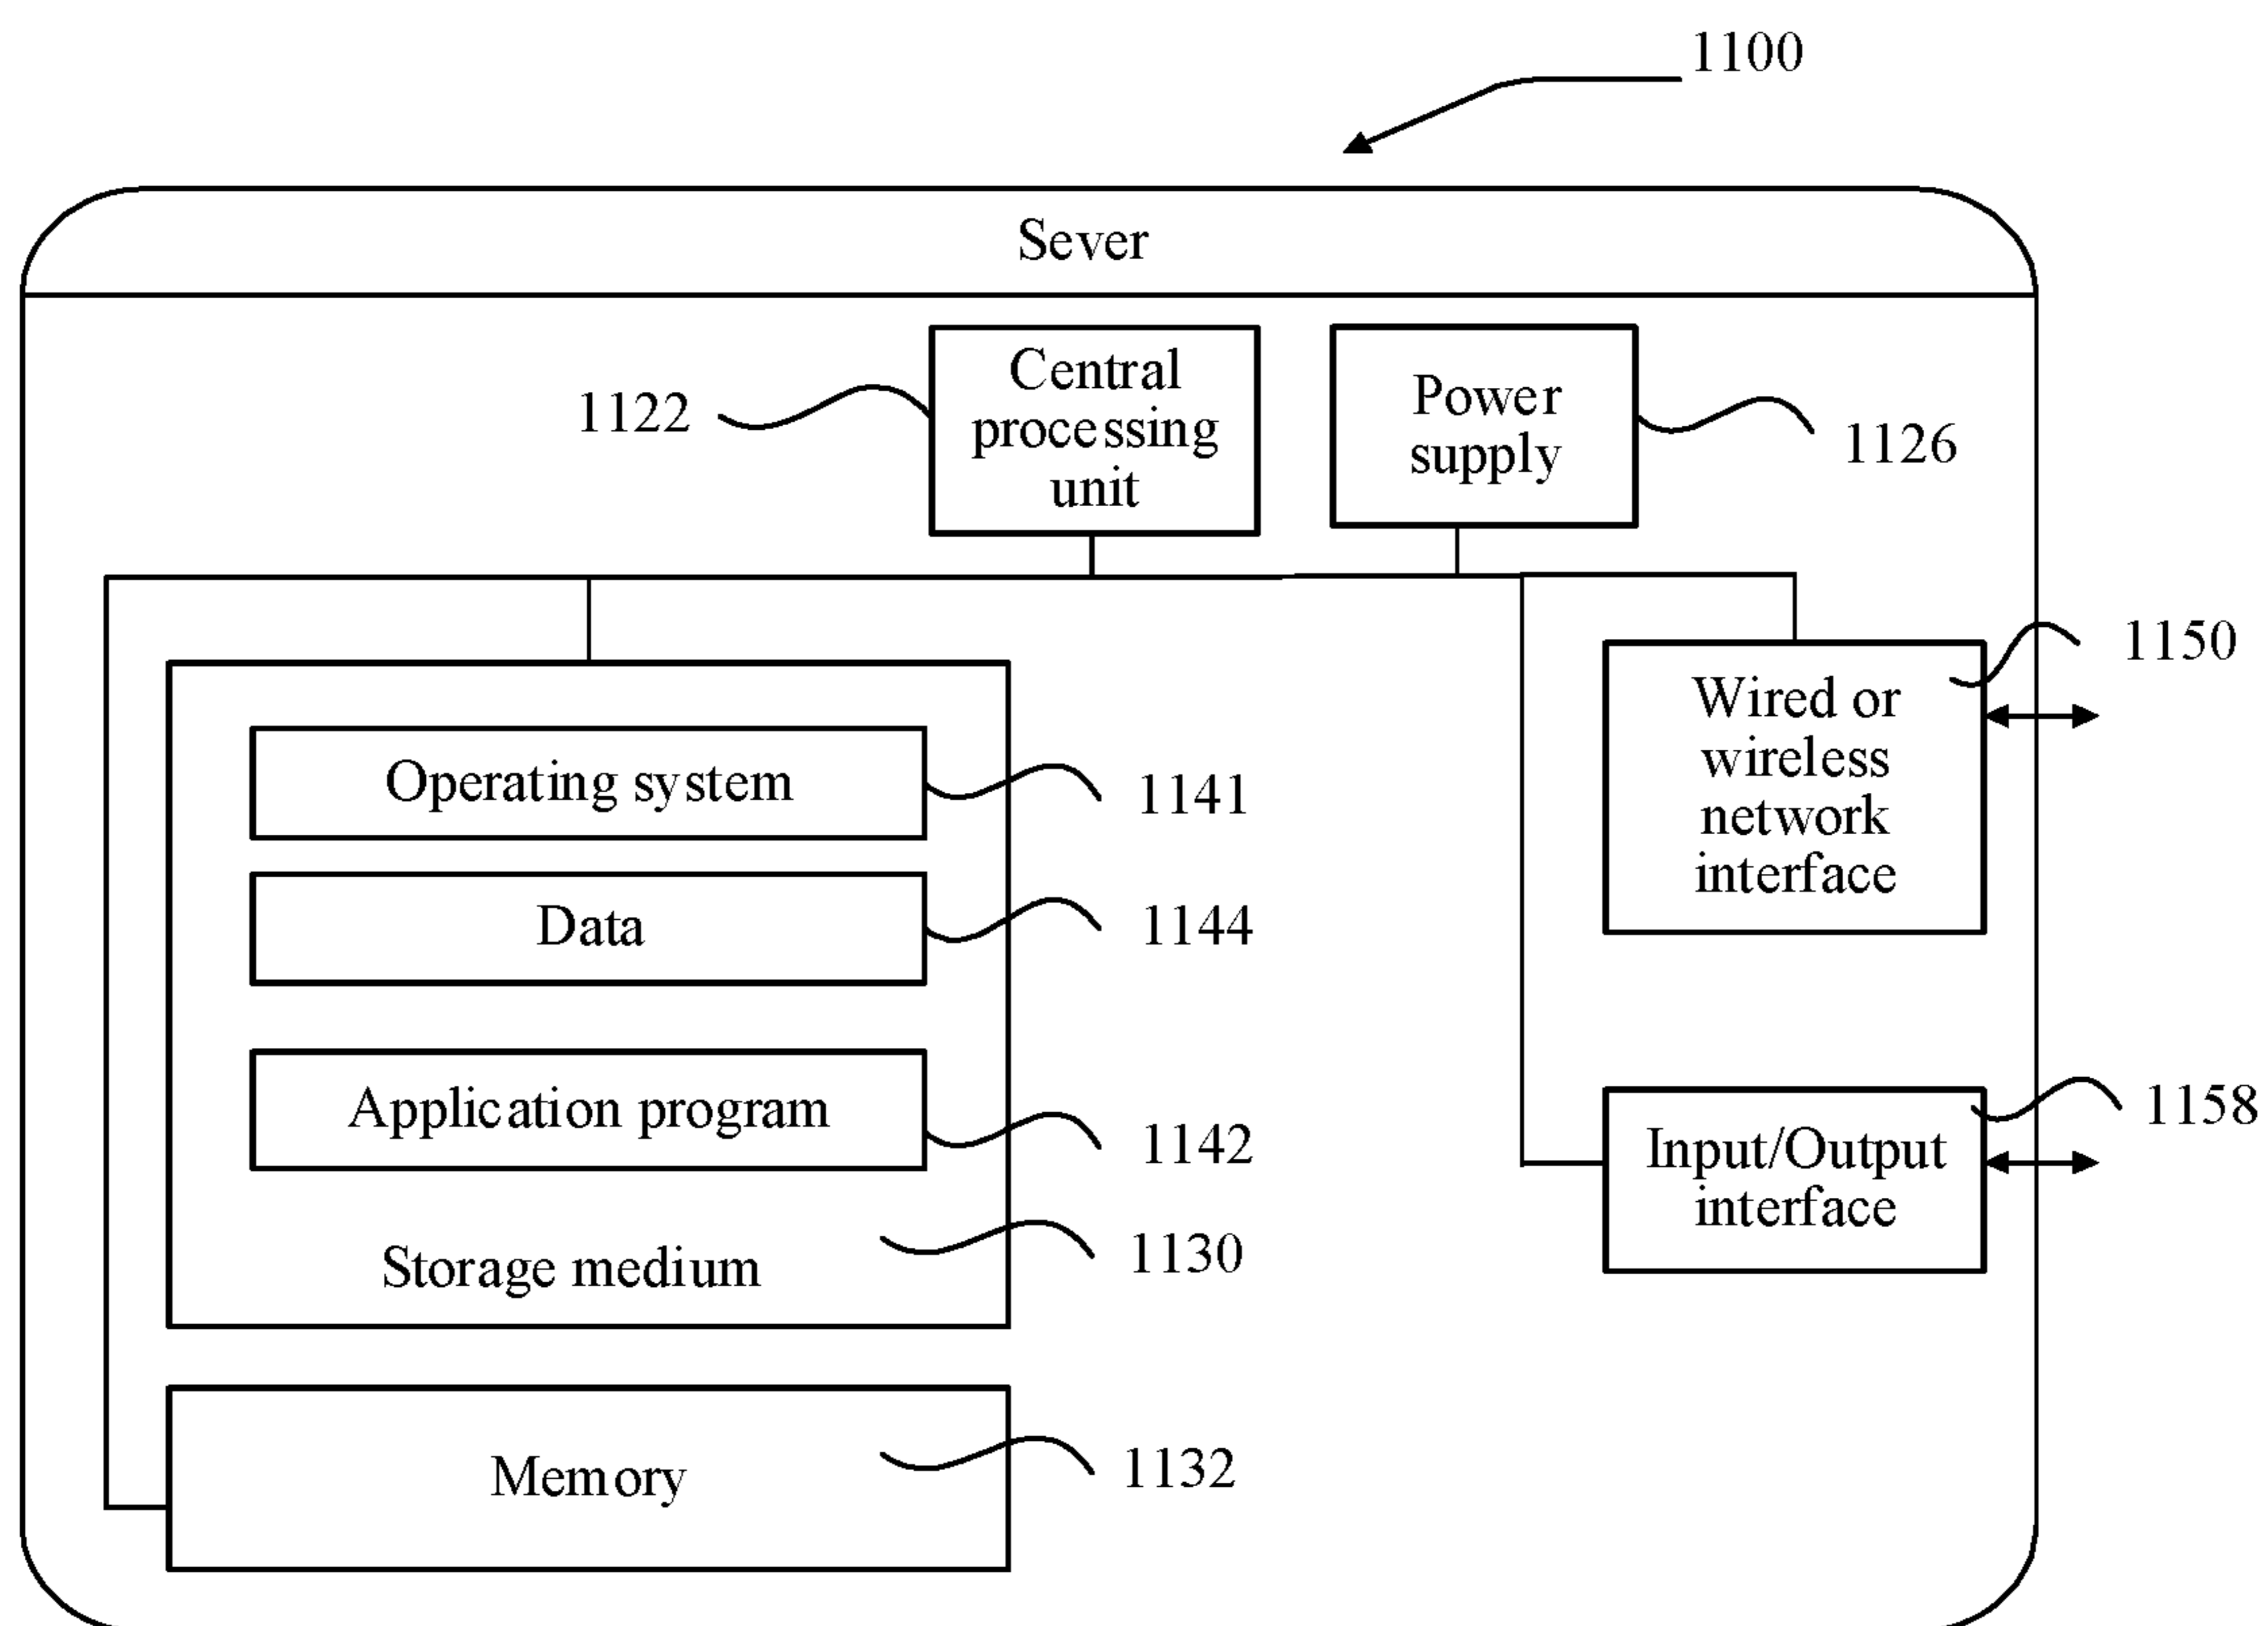 1100
Sever
Central
processing
unit
1122
Power
supply
1126
1150
Wired or
wireless
network
interface
Operating system
1141
Data
1144
Application program
1142
1158
Input/Output
interface
Storage medium
1130
Memory
1132